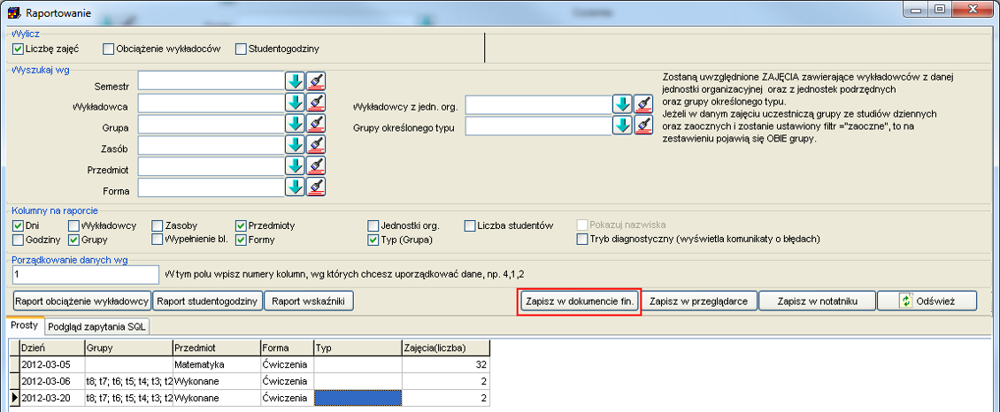 Raportowanie
Wylicz
Liczbę zajęć Obciążenie wykładoców Studentogodziny
Wyszukaj wg
Semestr
Wykładowca
Grupa
Zasób
Przedmiot
Forma
Wykładowcy z jedn. org.
Grupy określonego typu
Zostaną uwzględnione ZAJĘCIA zawierające wykładowców z danej
jednostki organizacyjnej oraz z jednostek podrzędnych
oraz grupy określonego typu.
Jeżeli w danym zajęciu uczestniczą grupy ze studiów dziennych
oraz zaocznych i zostanie ustawiony filtr ="zaoczne", to na
zestawieniu pojawią się OBIE grupy.
Kolumny na raporcie
Dni Wykładowcy Zasoby Przedmioty Jednostki org. Liczba studentów Pokazuj nazwiska
Godziny Grupy Wypełnienie bl. Formy Typ (Grupa) Tryb diagnostyczny (wyświetla komunikaty o błędach)
Porządkowanie danych wg
1 W tym polu wpisz numery kolumn, wg których chcesz uporządkować dane, np. 4,1,2
Raport obciążenie wykładowcy Raport studentogodziny Raport wskaźniki Zapisz w dokumencie fin. Zapisz w przeglądarce Zapisz w notatniku Odśwież
Prosty Podgląd zapytania SQL
Dzień Grupy Przedmiot Forma Typ Zajęcia(liczba)
2012-03-05 Matematyka Ćwiczenia 32
2012-03-06 t8; t7; t6; t5; t4; t3; t2 Wykonane Ćwiczenia 2
2012-03-20 t8; t7; t6; t5; t4; t3; t2 Wykonane Ćwiczenia 2